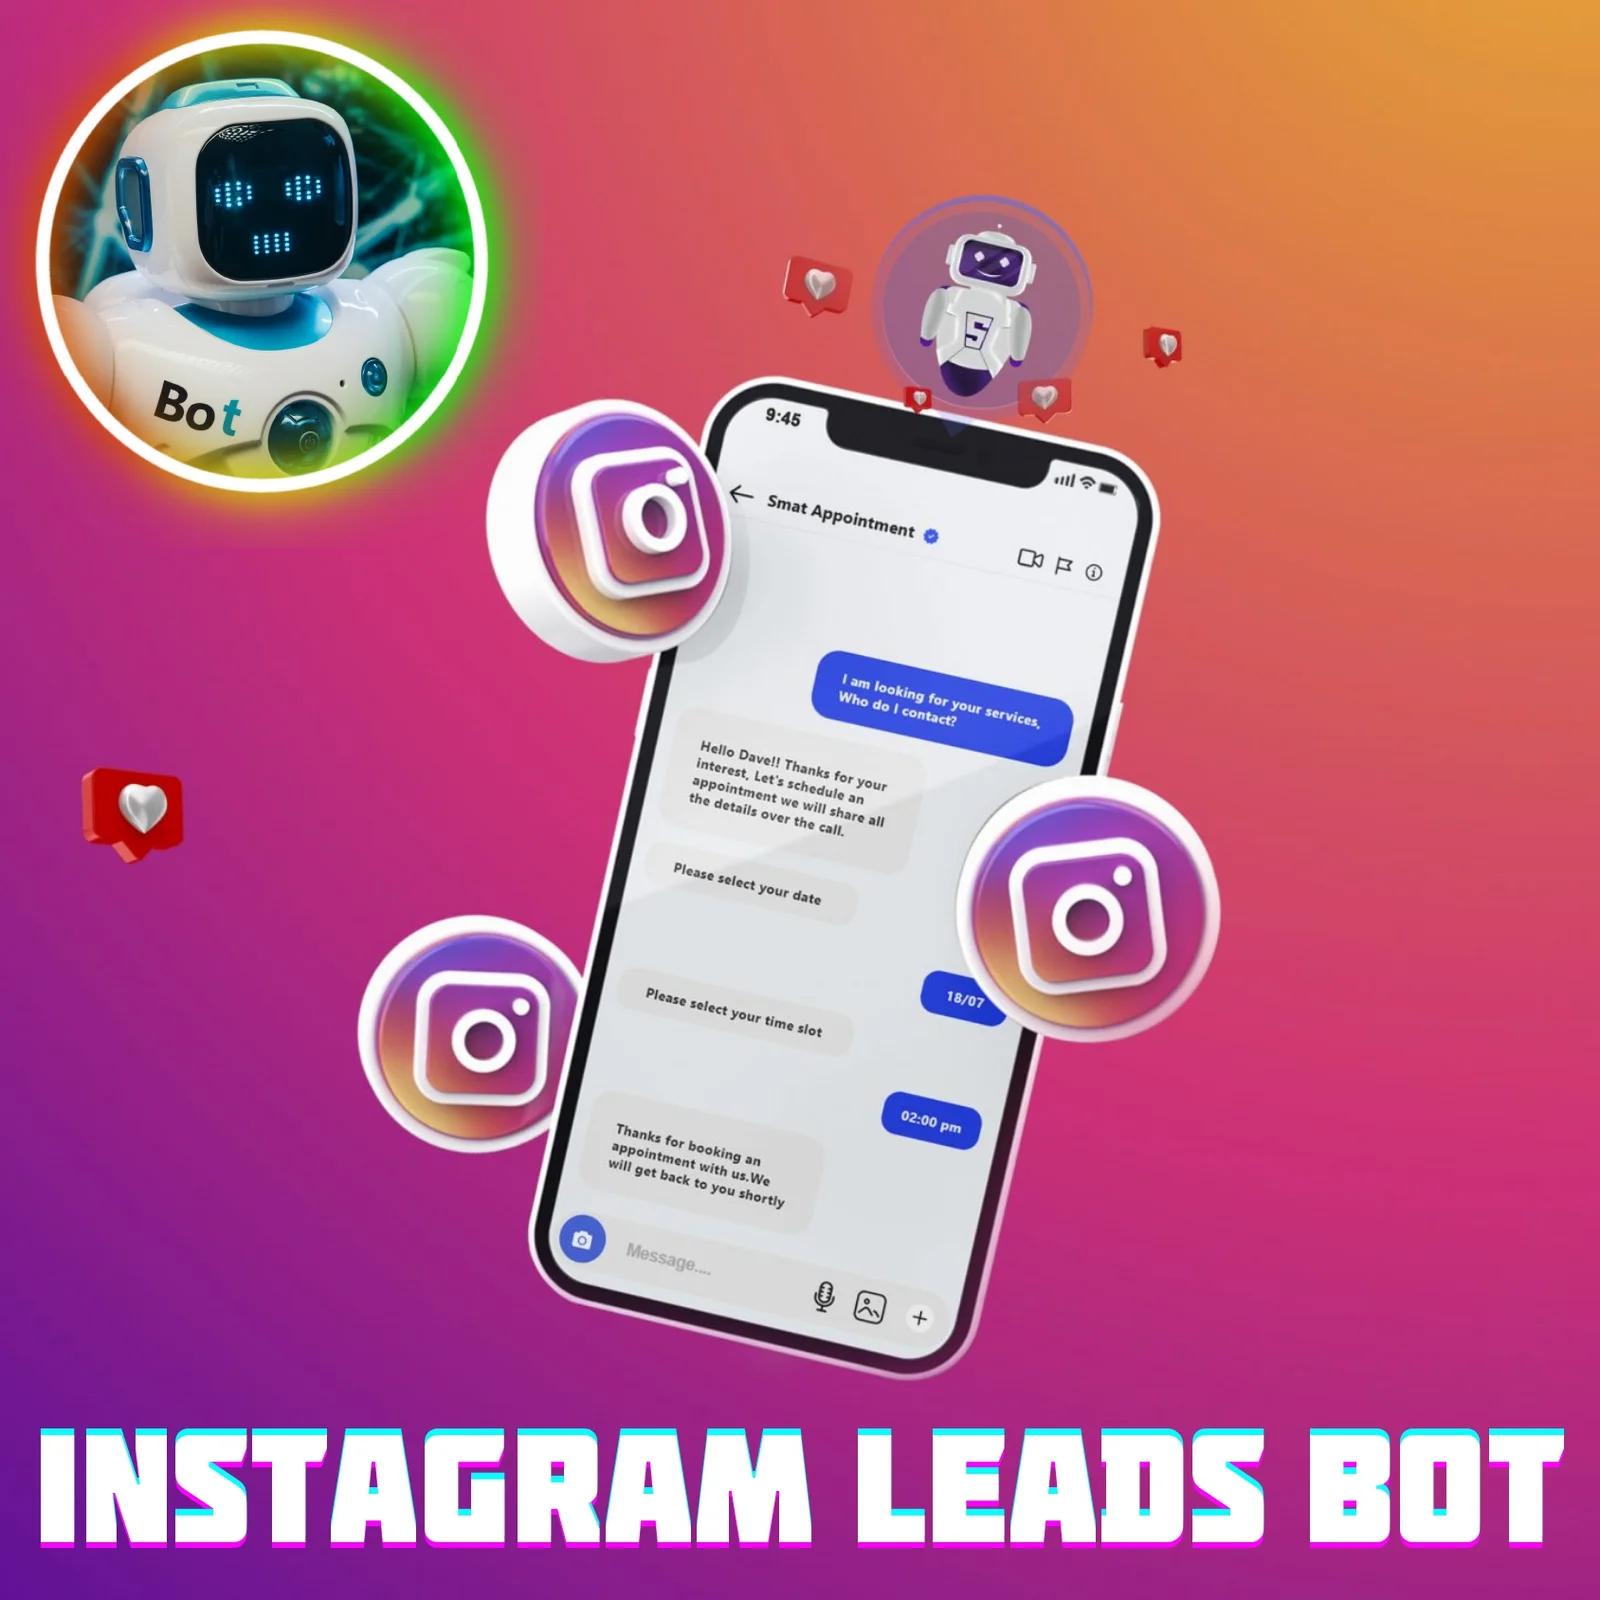 Bot
S
9:45
Smat Appointment
I am looking for your services,
Who do I contact?
Hello Dave!! Thanks for your
interest, Let's schedule an
appointment we will share all
the details over the call.
Please select your date
18/07
Please select your time slot
02:00 pm
Thanks for booking an
appointment with us.We
will get back to you shortly
Message....
INSTAGRAM LEADS BOT